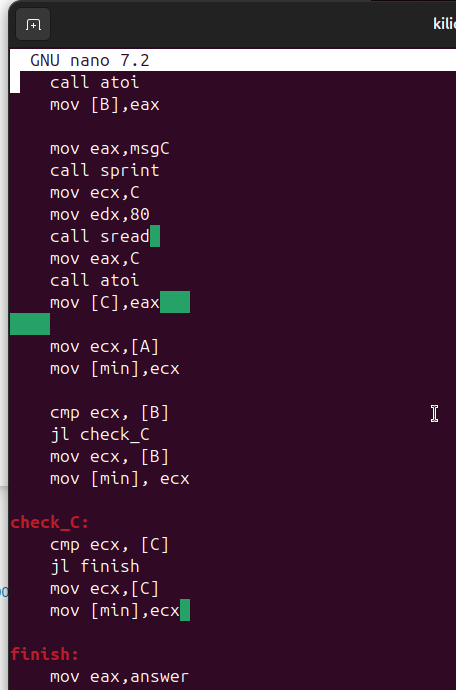 kili
GNU nano 7.2
call atoi
mov [B],eax
mov eax,msgC
call sprint
mov ecx,C
mov edx,80
call sread
mov eax,C
call atoi
mov [C],eax
mov ecx,[A]
mov [min],ecx
cmp ecx, [B]
jl check_C
mov ecx, [B]
mov [min], ecx
check_C:
cmp ecx, [C]
jl finish
mov ecx,[C]
mov [min],ecx
finish:
mov eax,answer